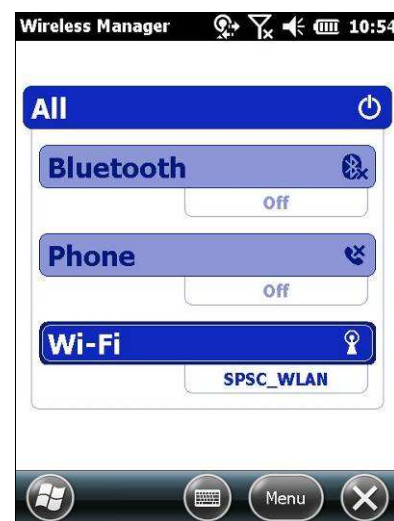 Wireless Manager 10:54
All
Bluetooth
Off
Phone
Off
Wi-Fi
SPSC_WLAN
Menu